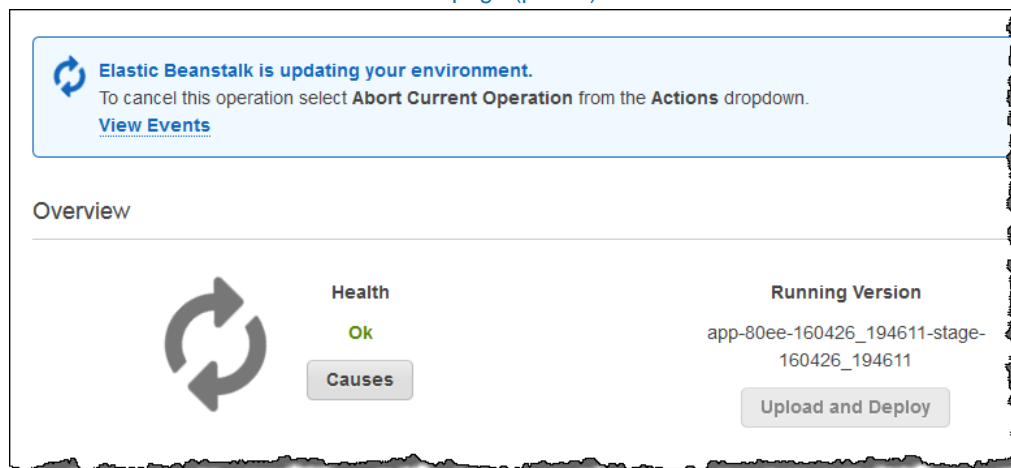 Elastic Beanstalk is updating your environment.
To cancel this operation select Abort Current Operation from the Actions dropdown.
View Events
Overview
Health
Ok
Causes
Running Version
app-80ee-160426_194611-stage-
160426_194611
Upload and Deploy